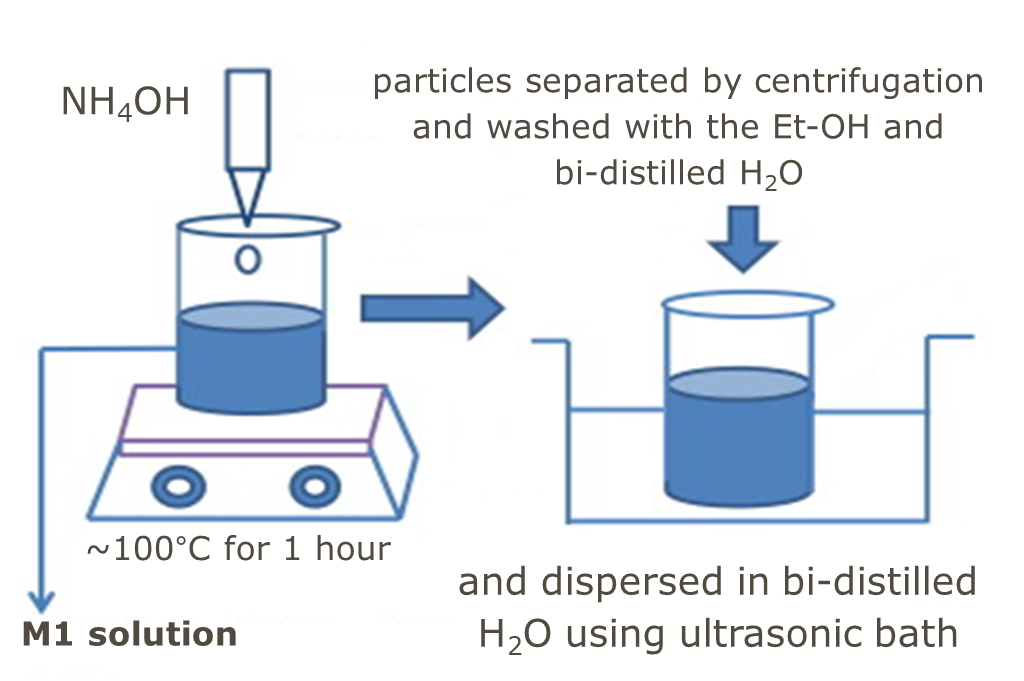 NH₄OH
particles separated by centrifugation
and washed with the Et-OH and
bi-distilled H₂O
~100°C for 1 hour
M1 solution
and dispersed in bi-distilled
H₂O using ultrasonic bath